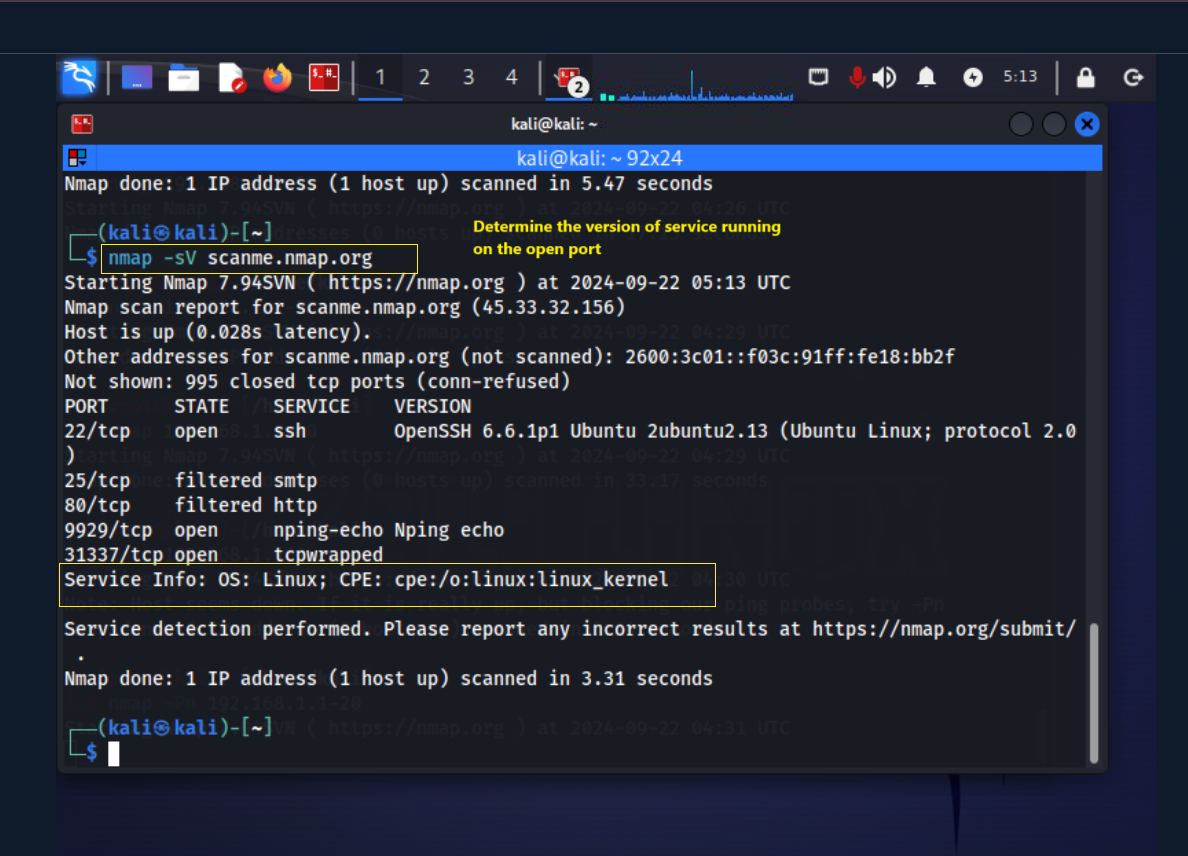 1 2 3 4 2 5:13
kali@kali: ~
kali@kali: ~ 92x24
Nmap done: 1 IP address (1 host up) scanned in 5.47 seconds
Determine the version of service running
on the open port
┌──(kali㉿kali)-[~]
└─$ nmap -sV scanme.nmap.org
Starting Nmap 7.94SVN ( https://nmap.org ) at 2024-09-22 05:13 UTC
Nmap scan report for scanme.nmap.org (45.33.32.156)
Host is up (0.028s latency).
Other addresses for scanme.nmap.org (not scanned): 2600:3c01::f03c:91ff:fe18:bb2f
Not shown: 995 closed tcp ports (conn-refused)
PORT STATE SERVICE VERSION
22/tcp open ssh OpenSSH 6.6.1p1 Ubuntu 2ubuntu2.13 (Ubuntu Linux; protocol 2.0
)
25/tcp filtered smtp
80/tcp filtered http
9929/tcp open nping-echo Nping echo
31337/tcp open tcpwrapped
Service Info: OS: Linux; CPE: cpe:/o:linux:linux_kernel
Service detection performed. Please report any incorrect results at https://nmap.org/submit/
.
Nmap done: 1 IP address (1 host up) scanned in 3.31 seconds
┌──(kali㉿kali)-[~]
└─$